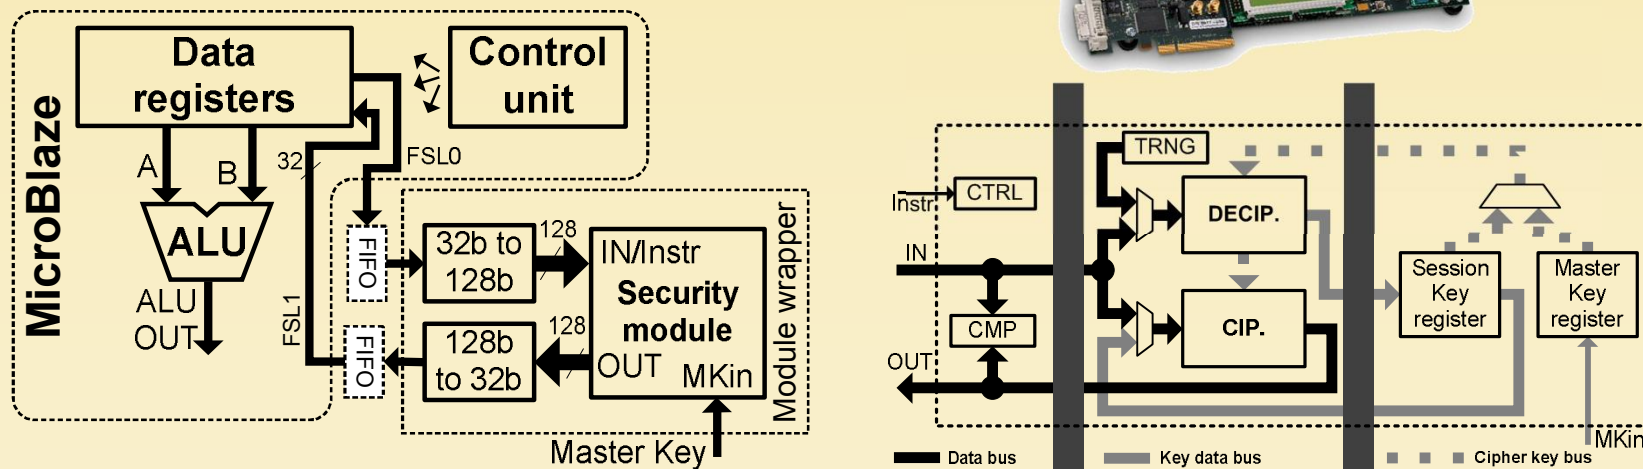 MicroBlaze
Data
registers
Control
unit
A
B
32
FSL0
ALU
ALU
OUT
FSL1
FIFO
FIFO
32b to
128b
128
128b
to 32b
128
IN/Instr
Security
module
OUT
MKin
Module wrapper
Master Key
Instr
CTRL
TRNG
IN
CMP
OUT
DECIP.
CIP.
Session
Key
register
Master
Key
register
MKin
Data bus
Key data bus
Cipher key bus